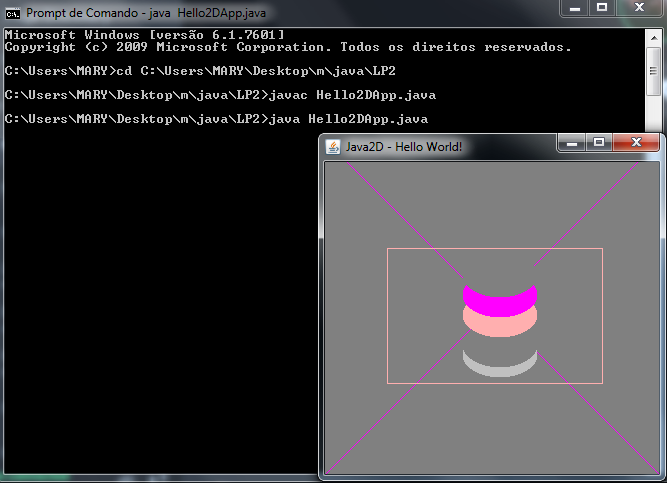 Prompt de Comando - java  Hello2DApp.java
Microsoft Windows [versão 6.1.7601]
Copyright (c) 2009 Microsoft Corporation. Todos os direitos reservados.
C:\Users\MARY>cd C:\Users\MARY\Desktop\m\java\LP2
C:\Users\MARY\Desktop\m\java\LP2>javac Hello2DApp.java
C:\Users\MARY\Desktop\m\java\LP2>java Hello2DApp.java
Java2D - Hello World!